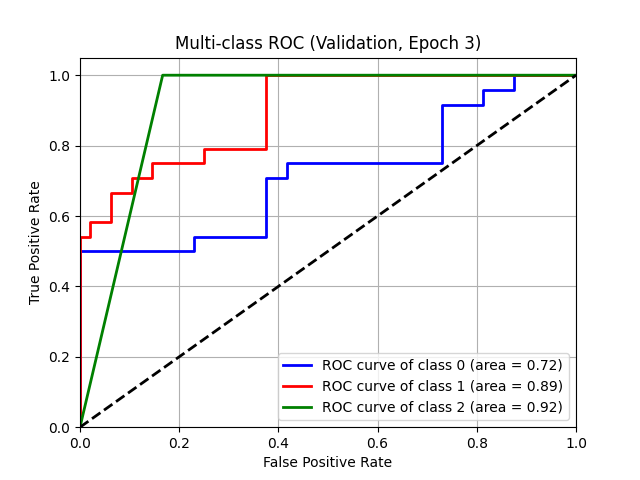 Multi-class ROC (Validation, Epoch 3)
True Positive Rate
1.0
0.8
0.6
0.4
0.2
0.0
ROC curve of class 0 (area = 0.72)
ROC curve of class 1 (area = 0.89)
ROC curve of class 2 (area = 0.92)
0.0 0.2 0.4 0.6 0.8 1.0
False Positive Rate